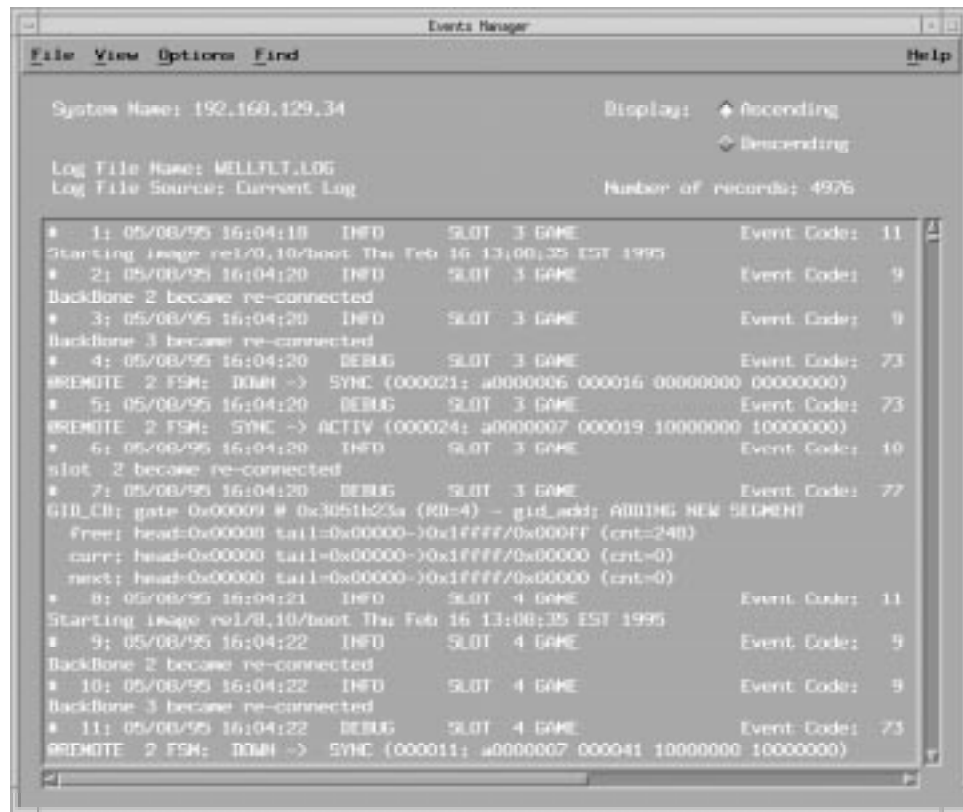 Events Manager
File View Options Find Help
System Name: 192.168.129.34 Display: Ascending
Descending
Log File Name: WELLFLT.LOG
Log File Source: Current Log Number of records: 4976
# 1: 05/08/95 16:04:18 INFO SLOT 3 GAME Event Code: 11
Starting image rel/8.10/boot Thu Feb 16 13:08:35 EST 1995
# 2: 05/08/95 16:04:20 INFO SLOT 3 GAME Event Code: 9
BackBone 2 became re-connected
# 3: 05/08/95 16:04:20 INFO SLOT 3 GAME Event Code: 9
BackBone 3 became re-connected
# 4: 05/08/95 16:04:20 DEBUG SLOT 3 GAME Event Code: 73
@REMOTE 2 FSM: DOWN -> SYNC (000021: a0000006 000016 00000000 00000000)
# 5: 05/08/95 16:04:20 DEBUG SLOT 3 GAME Event Code: 73
@REMOTE 2 FSM: SYNC -> ACTIV (000024: a0000007 000019 10000000 10000000)
# 6: 05/08/95 16:04:20 INFO SLOT 3 GAME Event Code: 10
slot 2 became re-connected
# 7: 05/08/95 16:04:20 DEBUG SLOT 3 GAME Event Code: 77
GID_CB: gate 0x00009 @ 0x3051b23a (RD=4) - gid_add: ADDING NEW SEGMENT
free: head=0x00008 tail=0x00000->0x1ffff/0x000FF (cnt=248)
curr: head=0x00000 tail=0x00000->0x1ffff/0x00000 (cnt=0)
next: head=0x00000 tail=0x00000->0x1ffff/0x00000 (cnt=0)
# 8: 05/08/95 16:04:21 INFO SLOT 4 GAME Event Code: 11
Starting image rel/8.10/boot Thu Feb 16 13:08:35 EST 1995
# 9: 05/08/95 16:04:22 INFO SLOT 4 GAME Event Code: 9
BackBone 2 became re-connected
# 10: 05/08/95 16:04:22 INFO SLOT 4 GAME Event Code: 9
BackBone 3 became re-connected
# 11: 05/08/95 16:04:22 DEBUG SLOT 4 GAME Event Code: 73
@REMOTE 2 FSM: DOWN -> SYNC (000011: a0000007 000041 10000000 10000000)